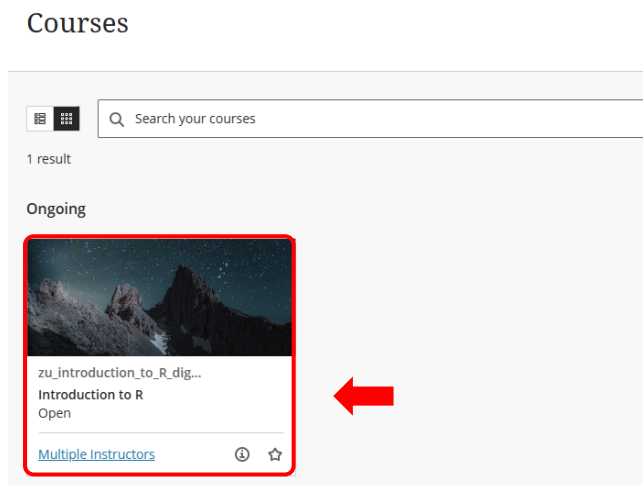 Courses
Search your courses
1 result
Ongoing
zu_introduction_to_R_dig...
Introduction to R
Open
Multiple Instructors